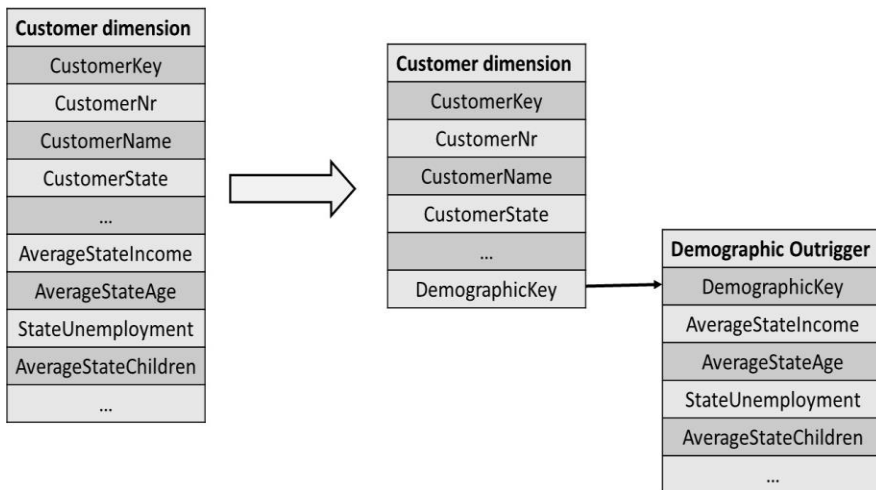 Customer dimension
CustomerKey
CustomerNr
CustomerName
CustomerState
...
AverageStateIncome
AverageStateAge
StateUnemployment
AverageStateChildren
...
Customer dimension
CustomerKey
CustomerNr
CustomerName
CustomerState
...
DemographicKey
Demographic Outrigger
DemographicKey
AverageStateIncome
AverageStateAge
StateUnemployment
AverageStateChildren
...